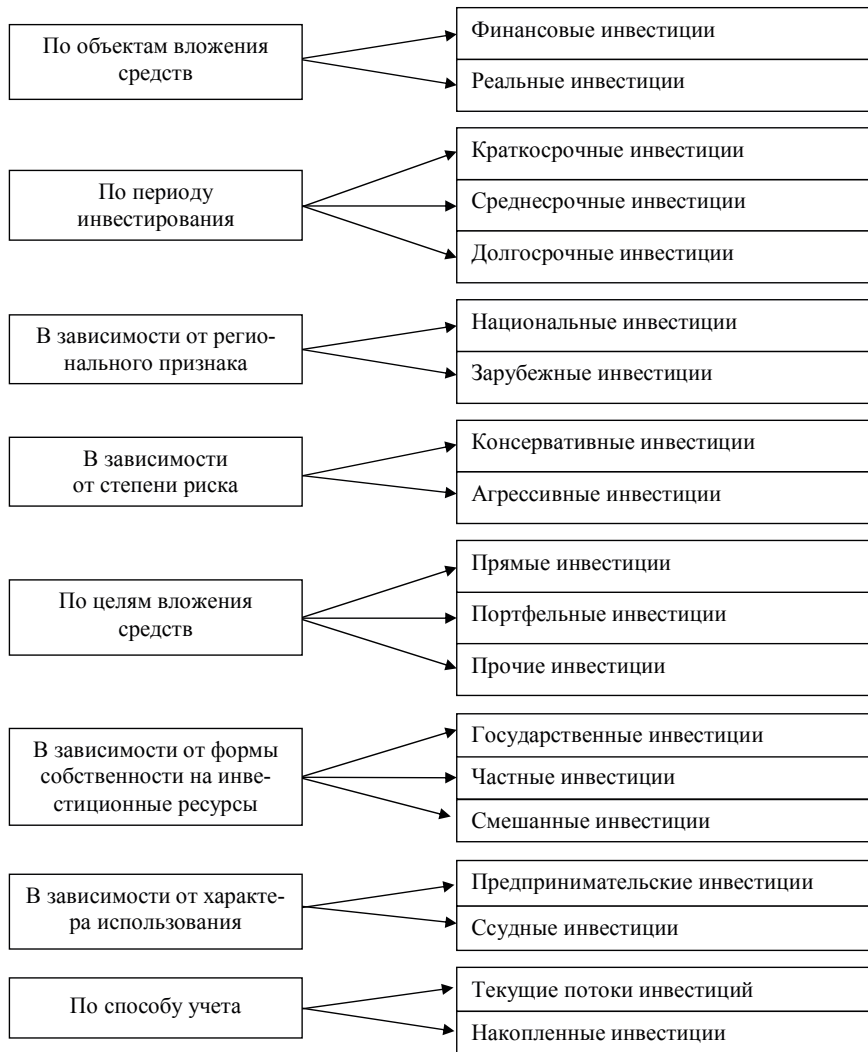 По объектам вложения
средств
Финансовые инвестиции
Реальные инвестиции
По периоду
инвестирования
Краткосрочные инвестиции
Среднесрочные инвестиции
Долгосрочные инвестиции
В зависимости от регио-
нального признака
Национальные инвестиции
Зарубежные инвестиции
В зависимости
от степени риска
Консервативные инвестиции
Агрессивные инвестиции
По целям вложения
средств
Прямые инвестиции
Портфельные инвестиции
Прочие инвестиции
В зависимости от формы
собственности на инве-
стиционные ресурсы
Государственные инвестиции
Частные инвестиции
Смешанные инвестиции
В зависимости от характе-
ра использования
Предпринимательские инвестиции
Ссудные инвестиции
По способу учета
Текущие потоки инвестиций
Накопленные инвестиции